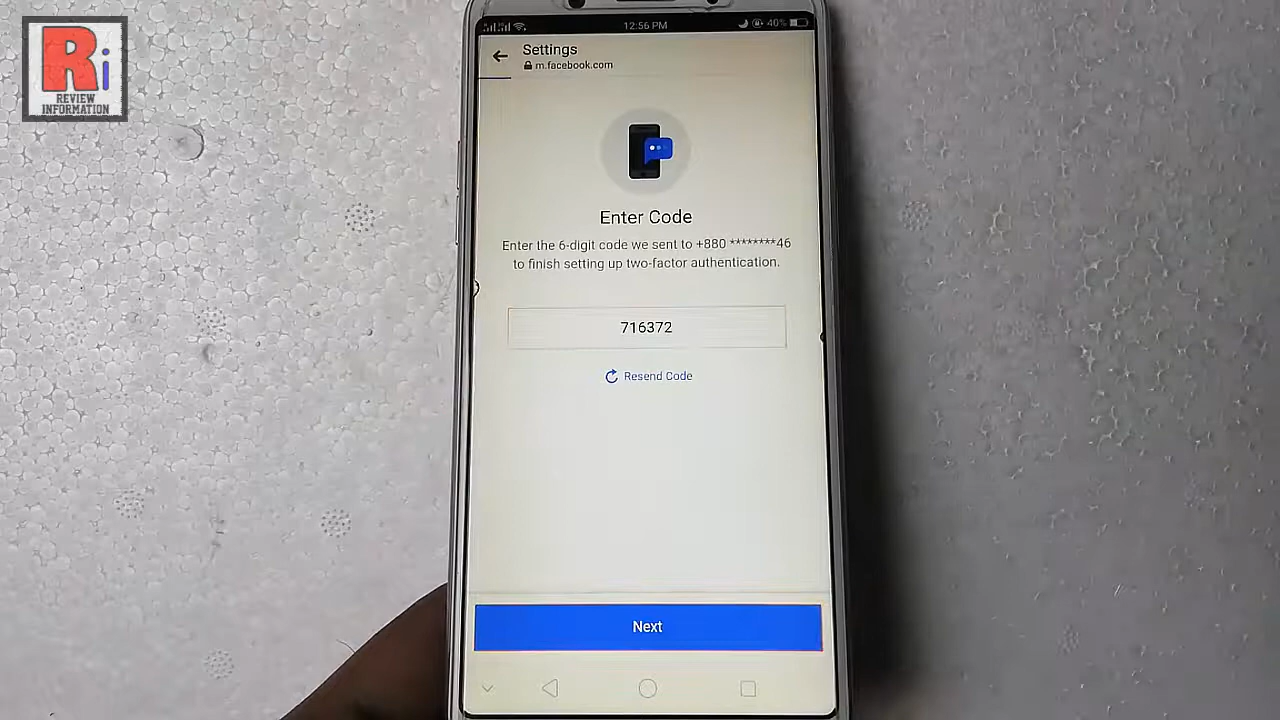 Ri
REVIEW
INFORMATION
12:56 PM
40%
Settings
m.facebook.com
Enter Code
Enter the 6-digit code we sent to +880 ********46
to finish setting up two-factor authentication.
716372
Resend Code
Next